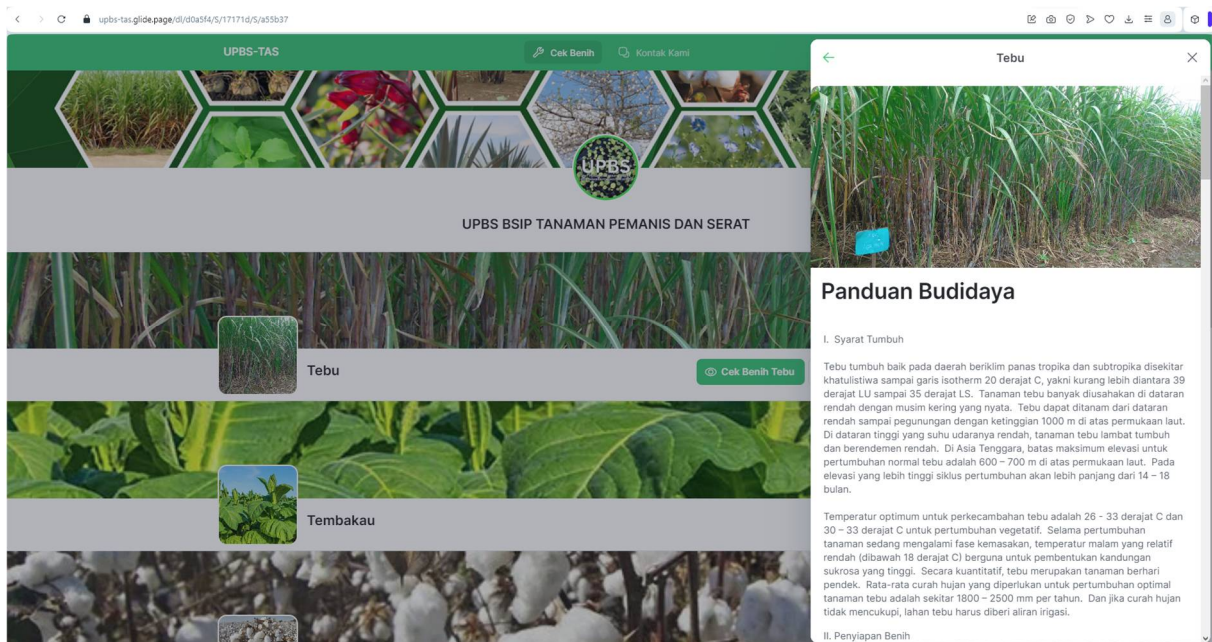 upbs-tas.glide.page/dl/d0a5f4/S/17171d/S/a55b37
UPBS-TAS
Cek Benih
Kontak Kami
UPBS
UPBS BSIP TANAMAN PEMANIS DAN SERAT
Tebu
Cek Benih Tebu
Tembakau
Tebu
Panduan Budidaya
I. Syarat Tumbuh
Tebu tumbuh baik pada daerah beriklim panas tropika dan subtropika disekitar
khatulistiwa sampai garis isotherm 20 derajat C, yakni kurang lebih diantara 39
derajat LU sampai 35 derajat LS. Tanaman tebu banyak diusahakan di dataran
rendah dengan musim kering yang nyata. Tebu dapat ditanam dari dataran
rendah sampai pegunungan dengan ketinggian 1000 m di atas permukaan laut.
Di dataran tinggi yang suhu udaranya rendah, tanaman tebu lambat tumbuh
dan berendemen rendah. Di Asia Tenggara, batas maksimum elevasi untuk
pertumbuhan normal tebu adalah 600 – 700 m di atas permukaan laut. Pada
elevasi yang lebih tinggi siklus pertumbuhan akan lebih panjang dari 14 – 18
bulan.
Temperatur optimum untuk perkecambahan tebu adalah 26 - 33 derajat C dan
30 – 33 derajat C untuk pertumbuhan vegetatif. Selama pertumbuhan
tanaman sedang mengalami fase kemasakan, temperatur malam yang relatif
rendah (dibawah 18 derajat C) berguna untuk pembentukan kandungan
sukrosa yang tinggi. Secara kuantitatif, tebu merupakan tanaman berhari
pendek. Rata-rata curah hujan yang diperlukan untuk pertumbuhan optimal
tanaman tebu adalah sekitar 1800 – 2500 mm per tahun. Dan jika curah hujan
tidak mencukupi, lahan tebu harus diberi aliran irigasi.
II. Penyiapan Benih